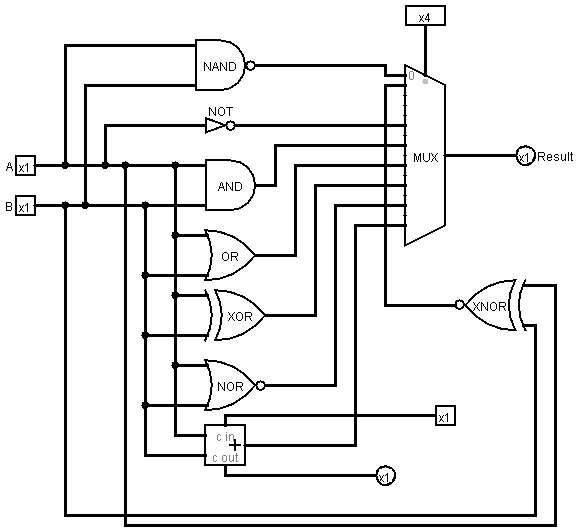 x4
NAND
0
NOT
A x1
MUX
x1 Result
AND
B x1
OR
XOR
XNOR
NOR
x1
c in
+
c out
x1